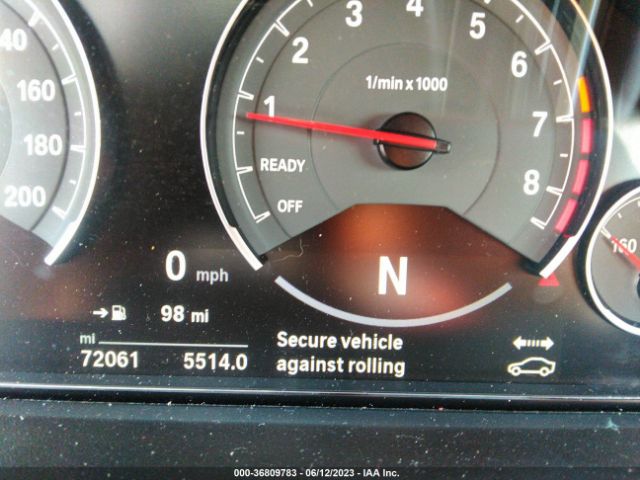 40
160
180
200
1
2
3
4
5
6
7
8
1/min x 1000
READY
OFF
160
0 mph
N
98 mi
mi
72061 5514.0
Secure vehicle
against rolling
000-36809783 - 06/12/2023 - IAA Inc.